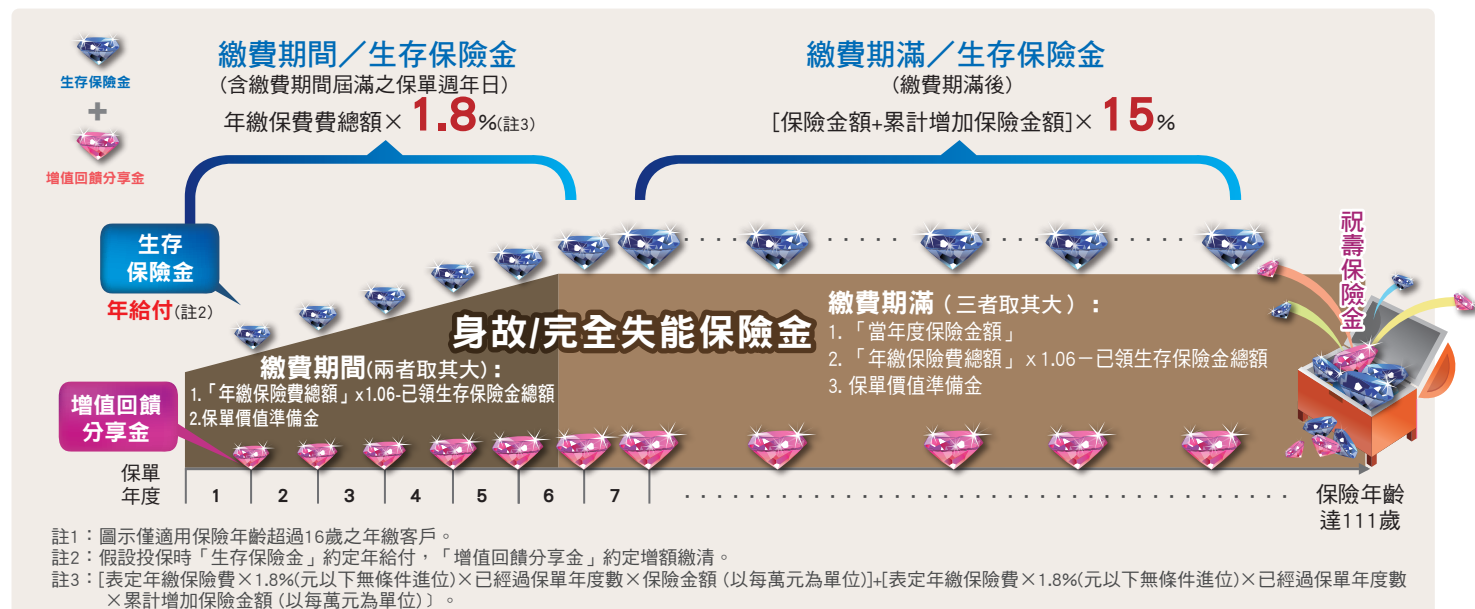 生存保險金
+
增值回饋分享金
繳費期間／生存保險金
(含繳費期間屆滿之保單週年日)
年繳保費費總額× 1.8%(註3)
繳費期滿／生存保險金
(繳費期滿後)
[保險金額+累計增加保險金額]× 15%
生存
保險金
年給付(註2)
祝壽保險金
身故/完全失能保險金
繳費期間(兩者取其大)：
1.「年繳保險費總額」x1.06-已領生存保險金總額
2.保單價值準備金
繳費期滿（三者取其大）：
1.「當年度保險金額」
2.「年繳保險費總額」x1.06－已領生存保險金總額
3. 保單價值準備金
增值回饋
分享金
保單
年度
1 2 3 4 5 6 7
保險年齡
達111歲
註1：圖示僅適用保險年齡超過16歲之年繳客戶。
註2：假設投保時「生存保險金」約定年給付，「增值回饋分享金」約定增額繳清。
註3：[表定年繳保險費×1.8%(元以下無條件進位)×已經過保單年度數×保險金額 (以每萬元為單位)]+[表定年繳保險費×1.8%(元以下無條件進位)×已經過保單年度數
×累計增加保險金額 (以每萬元為單位)〕。